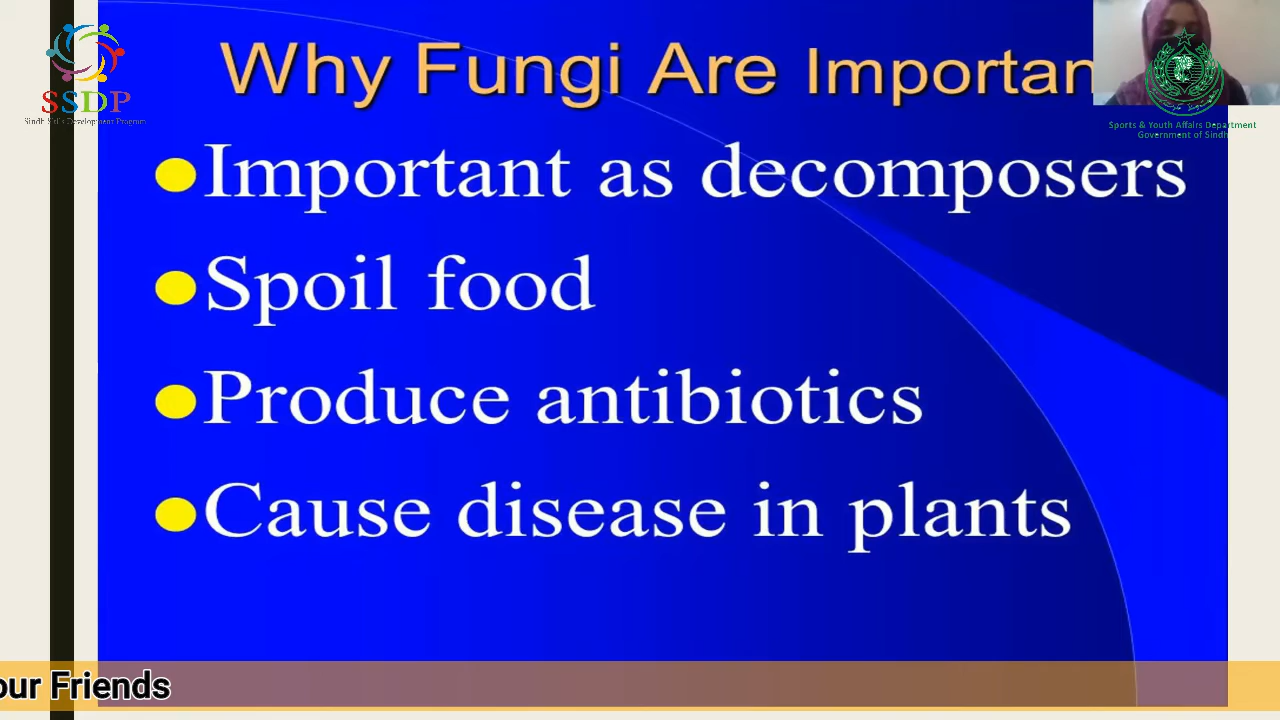 Why Fungi Are Importan
SSDP
Sindh Skills Development Program
Sports & Youth Affairs Department
Government of Sindh
Important as decomposers
Spoil food
Produce antibiotics
Cause disease in plants
our Friends